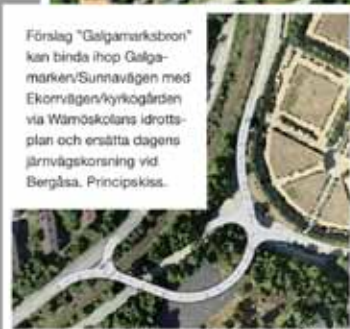 Förslag "Galgamarksbron"
kan binda ihop Galga-
marken/Sunnavägen med
Ekorrvägen/kyrkogården
via Wämöskolans idrotts-
plan och ersätta dagens
järnvägskorsning vid
Bergåsa. Principskiss.